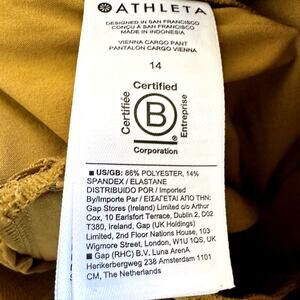 ATHLETA
DESIGNED IN SAN FRANCISCO
CONÇU A SAN FRANCISCO
MADE IN INDONESIA
VIENNA CARGO PANT
PANTALON CARGO VIENNA
14
Certified
Certifiée
B
Entreprise
Corporation
■ US/GB: 86% POLYESTER, 14%
SPANDEX / ELASTANE
DISTRIBUIDO POR / Imported
By/Importe Par / ΕΙΣΑΓΕΤΑΙ ΑΠΟ ΤΗΝ:
Gap Stores (Ireland) Limited c/o Arthur
Cox, 10 Earlsfort Terrace, Dublin 2, D02
T380, Ireland, Gap (UK Holdings)
Limited, 2nd Floor Nations House, 103
Wigmore Street, London, W1U 1QS, UK
■ Gap (RHC) B.V. Luna ArenA
Herikerbergweg 238 Amsterdam 1101
CM, The Netherlands